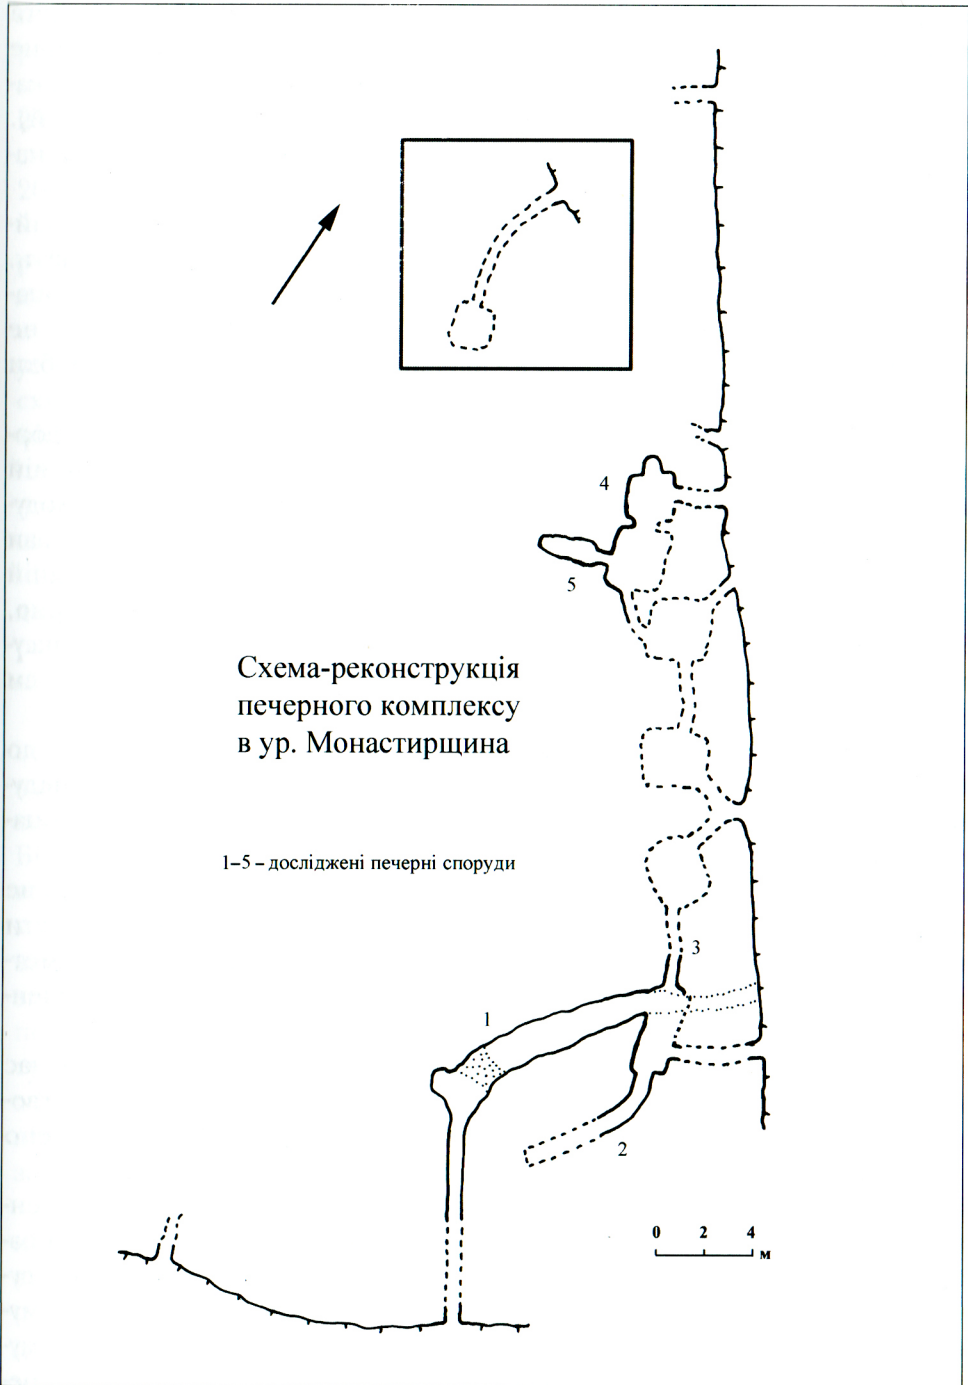 4
5
Схема-реконструкція
печерного комплексу
в ур. Монастирщина
1–5 – досліджені печерні споруди
3
1
2
0 2 4
м